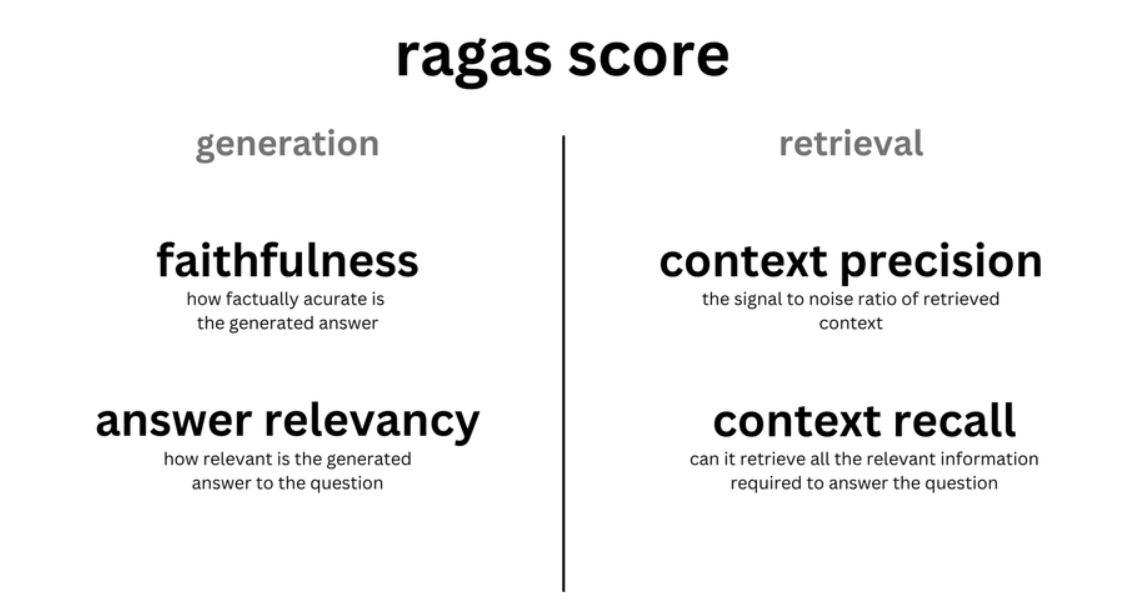 ragas score
generation
faithfulness
how factually acurate is
the generated answer
answer relevancy
how relevant is the generated
answer to the question
retrieval
context precision
the signal to noise ratio of retrieved
context
context recall
can it retrieve all the relevant information
required to answer the question